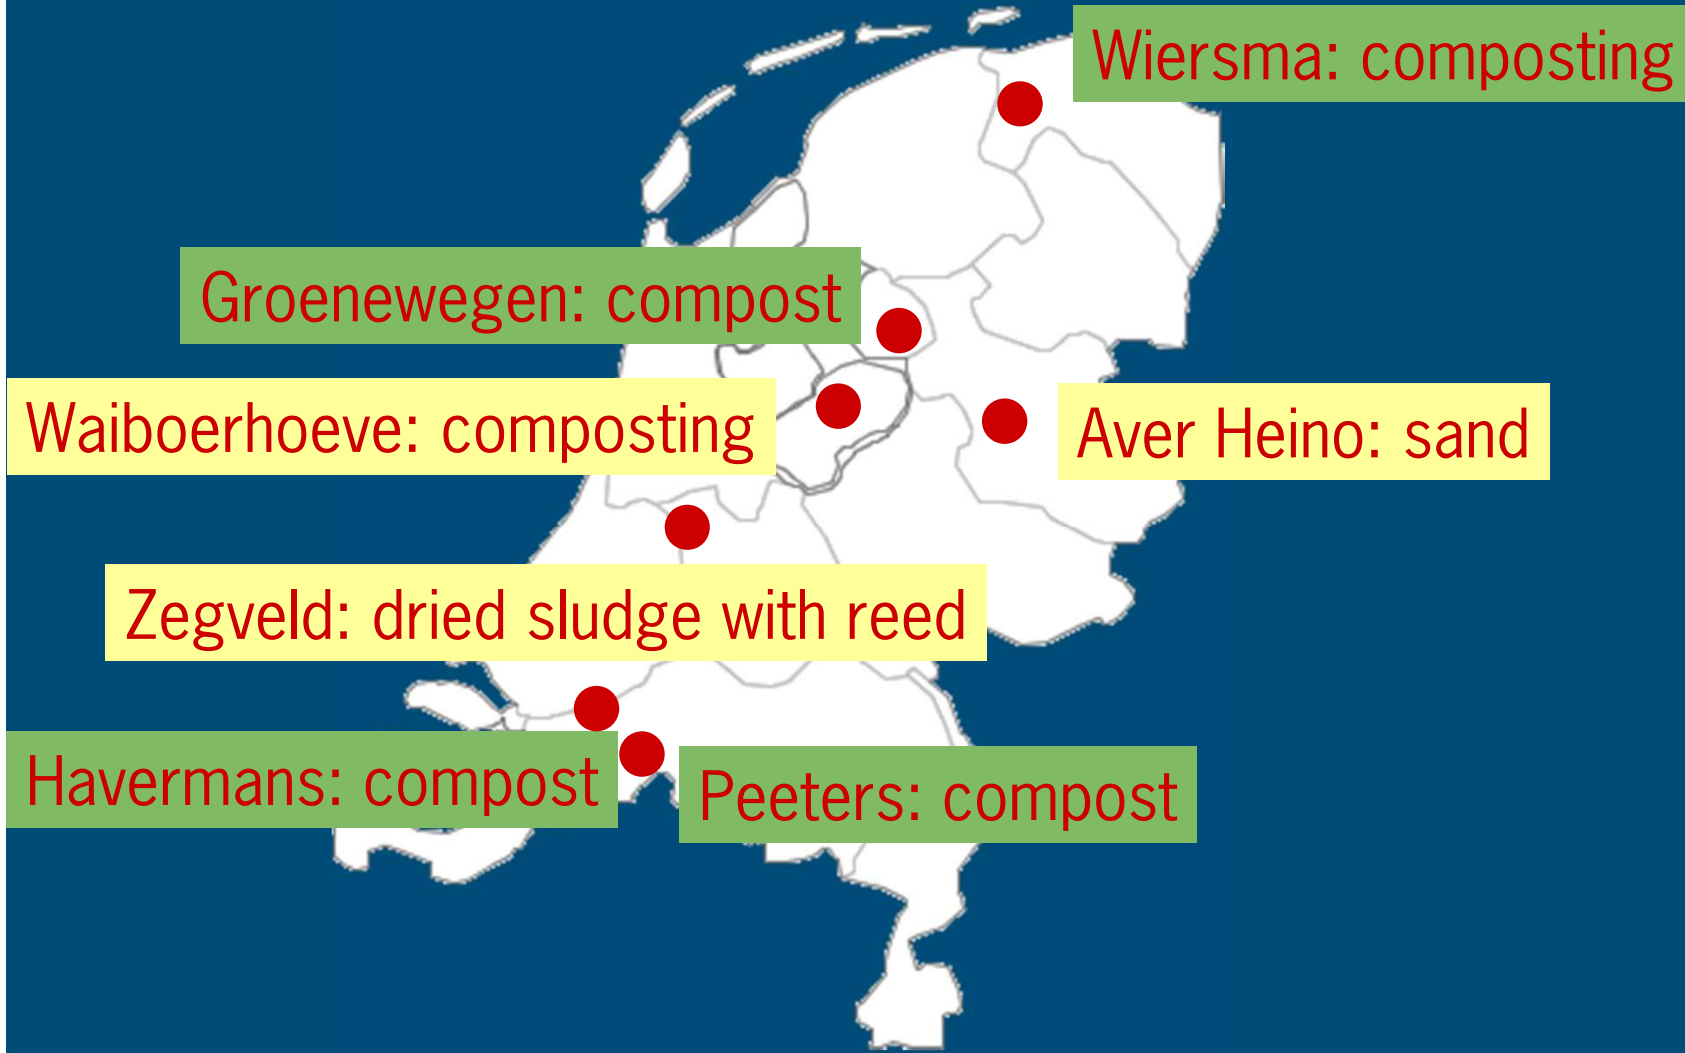 Wiersma: composting
Groenewegen: compost
Waiboerhoeve: composting
Aver Heino: sand
Zegveld: dried sludge with reed
Havermans: compost
Peeters: compost